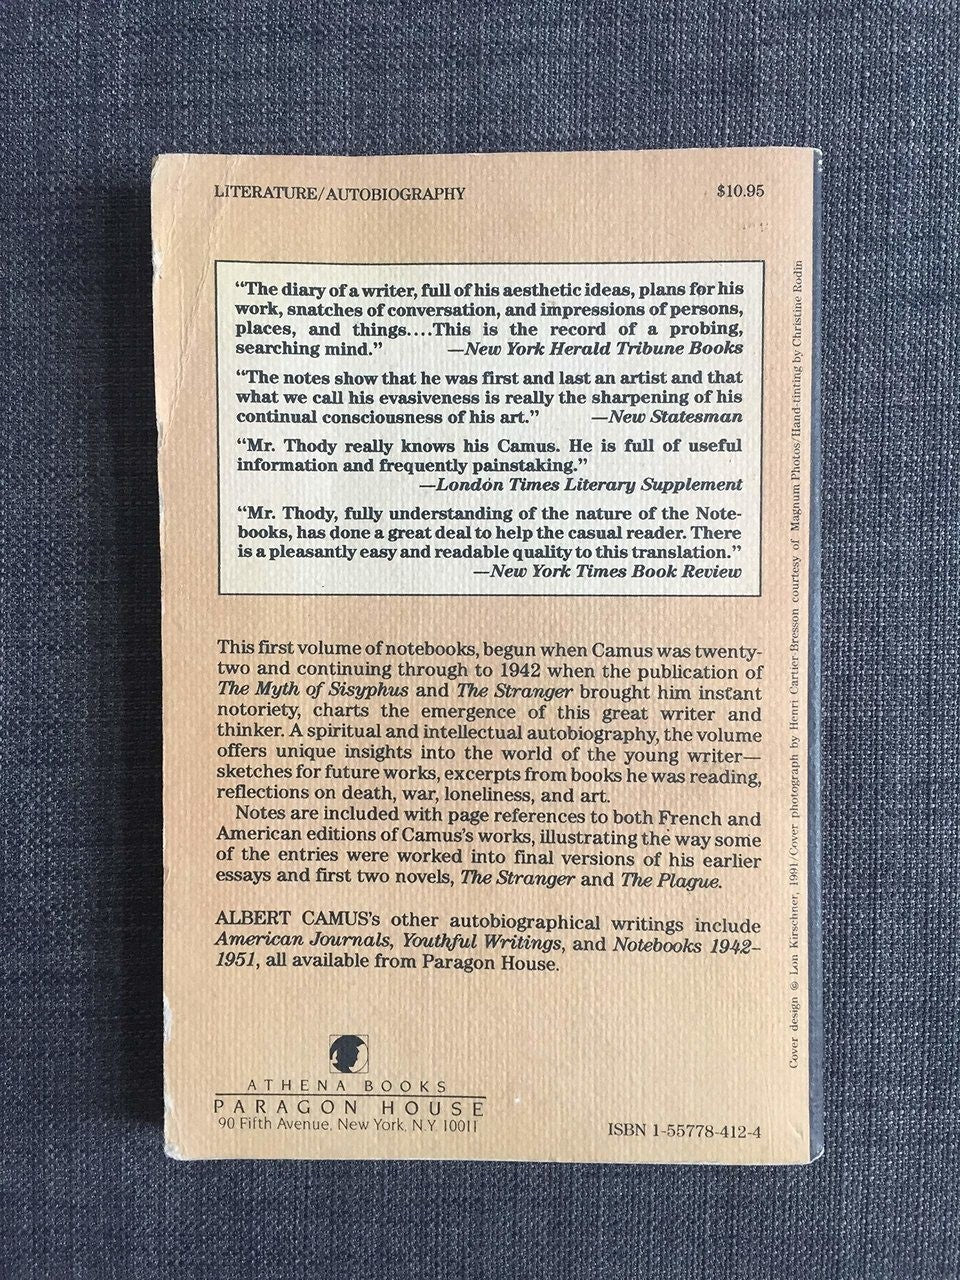 LITERATURE/AUTOBIOGRAPHY
$10.95
“The diary of a writer, full of his aesthetic ideas, plans for his
work, snatches of conversation, and impressions of persons,
places, and things....This is the record of a probing,
searching mind.” —New York Herald Tribune Books
“The notes show that he was first and last an artist and that
what we call his evasiveness is really the sharpening of his
continual consciousness of his art.” —New Statesman
“Mr. Thody really knows his Camus. He is full of useful
information and frequently painstaking.”
—London Times Literary Supplement
“Mr. Thody, fully understanding of the nature of the Note-
books, has done a great deal to help the casual reader. There
is a pleasantly easy and readable quality to this translation.”
—New York Times Book Review
This first volume of notebooks, begun when Camus was twenty-
two and continuing through to 1942 when the publication of
The Myth of Sisyphus and The Stranger brought him instant
notoriety, charts the emergence of this great writer and
thinker. A spiritual and intellectual autobiography, the volume
offers unique insights into the world of the young writer—
sketches for future works, excerpts from books he was reading,
reflections on death, war, loneliness, and art.
Notes are included with page references to both French and
American editions of Camus's works, illustrating the way some
of the entries were worked into final versions of his earlier
essays and first two novels, The Stranger and The Plague.
ALBERT CAMUS's other autobiographical writings include
American Journals, Youthful Writings, and Notebooks 1942–
1951, all available from Paragon House.
ATHENA BOOKS
PARAGON HOUSE
90 Fifth Avenue, New York, N.Y. 10011
ISBN 1-55778-412-4
Cover design © Lon Kirschner, 1991/Cover photograph by Henri Cartier-Bresson courtesy of Magnum Photos/Hand-tinting by Christine Rodin